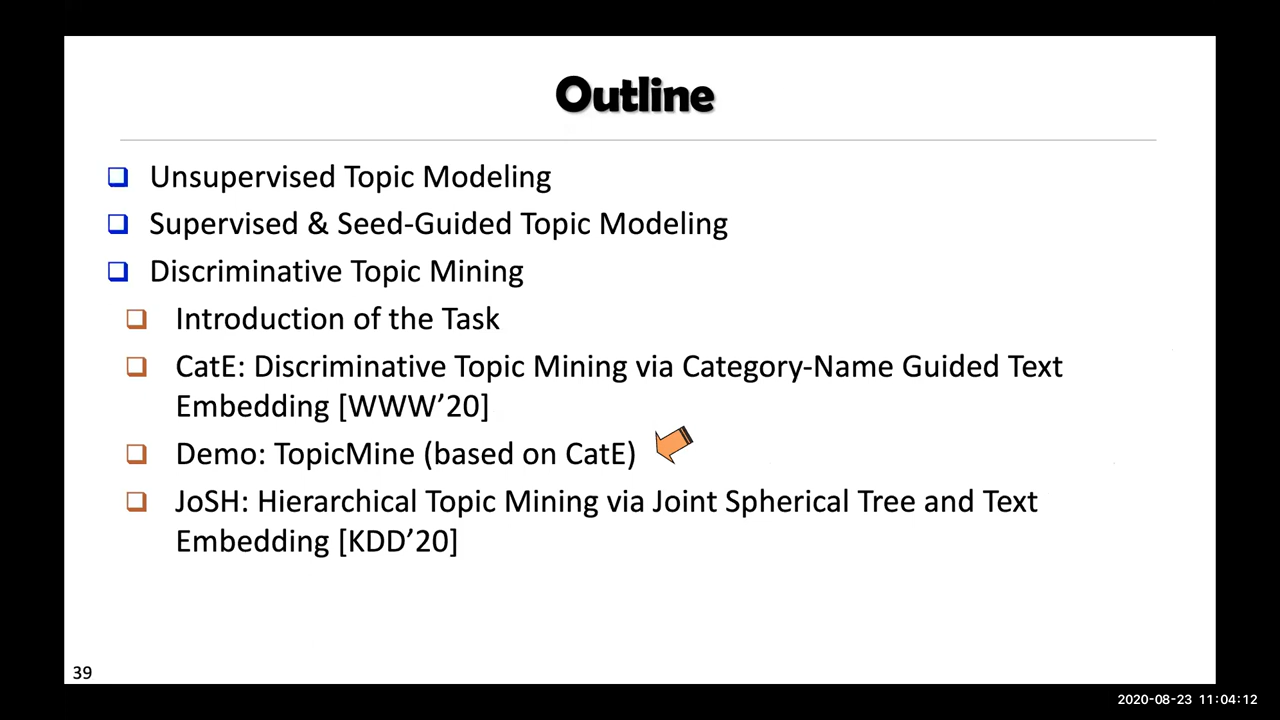 Outline
Unsupervised Topic Modeling
Supervised & Seed-Guided Topic Modeling
Discriminative Topic Mining
Introduction of the Task
CatE: Discriminative Topic Mining via Category-Name Guided Text
Embedding [WWW’20]
Demo: TopicMine (based on CatE)
JoSH: Hierarchical Topic Mining via Joint Spherical Tree and Text
Embedding [KDD’20]
39
2020-08-23 11:04:12